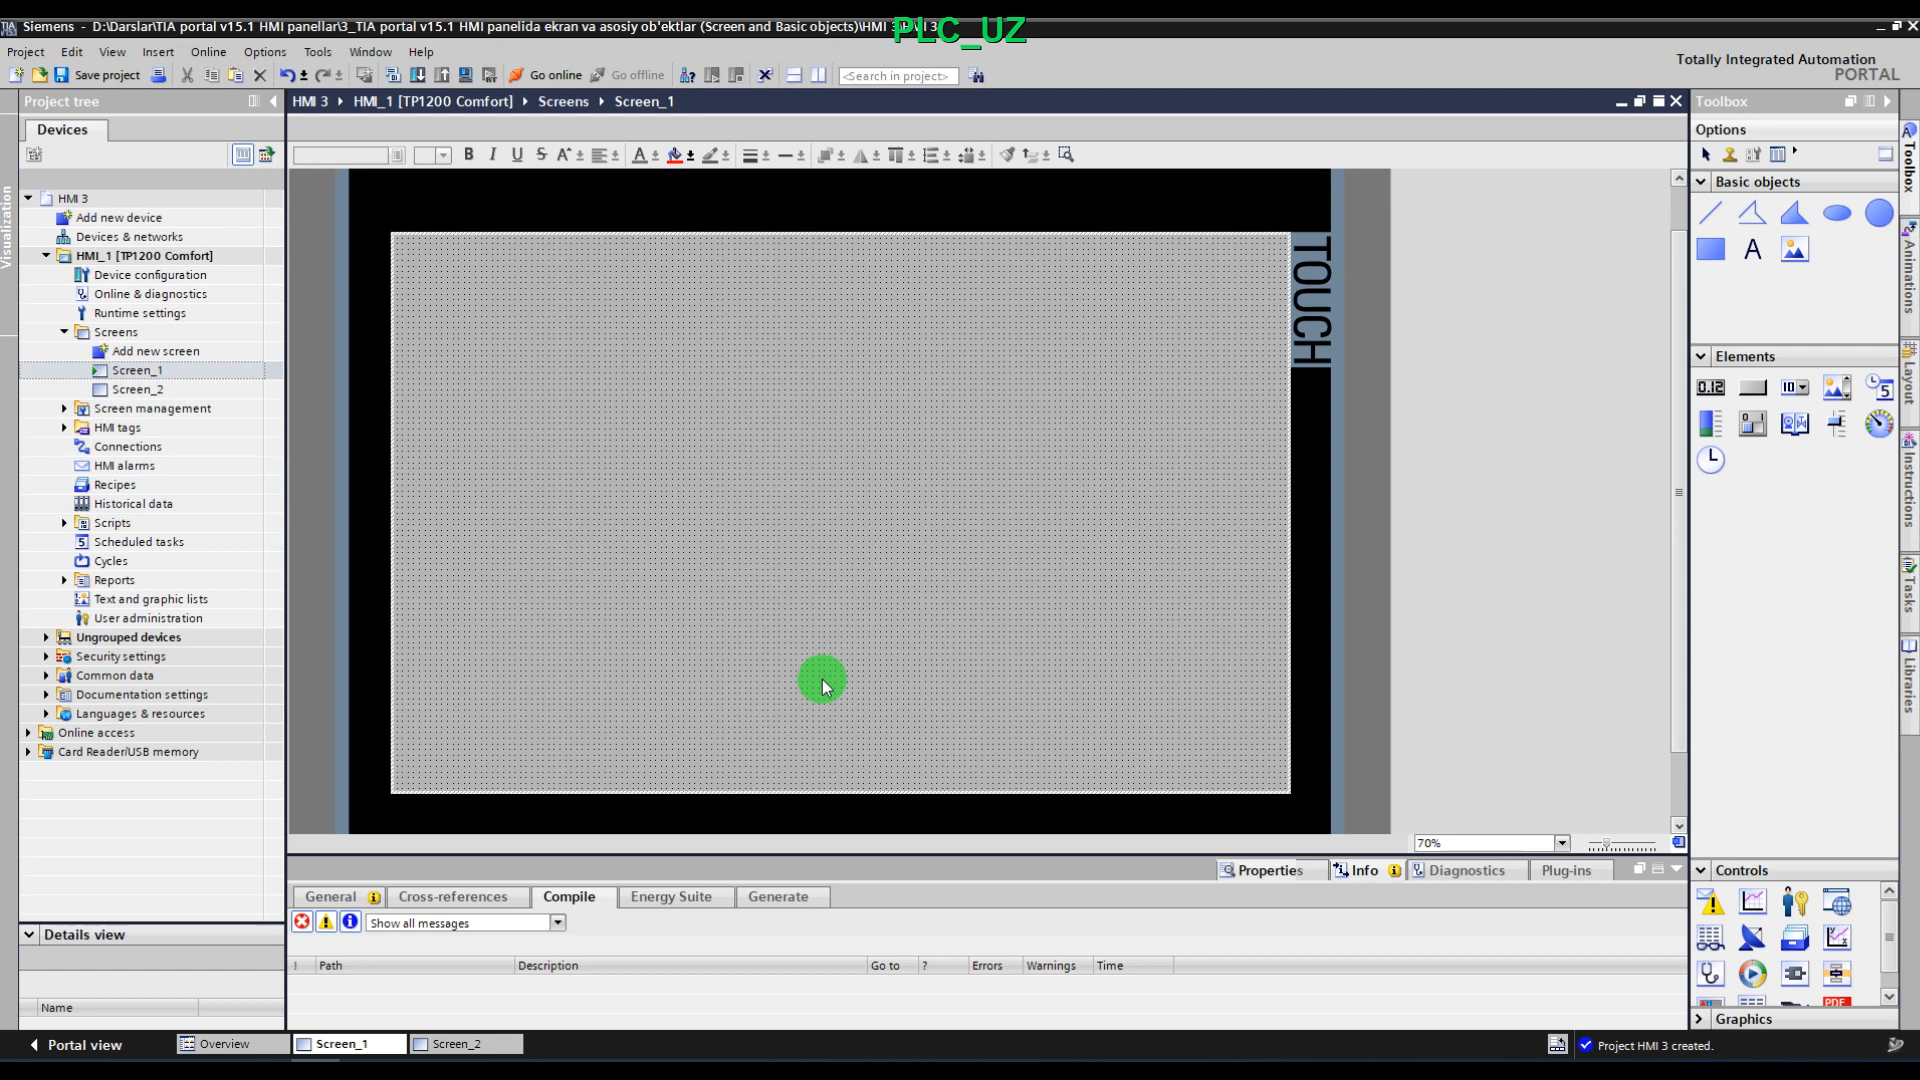 Siemens - D:\Darslar\TIA portal v15.1 HMI panellar\3_TIA portal v15.1 HMI panelida ekran va asosiy ob'ektlar (Screen and Basic objects)\HMI 3\HMI 3
PLC_UZ
Project Edit View Insert Online Options Tools Window Help
Totally Integrated Automation
PORTAL
Save project Go online Go offline <Search in project>
Project tree
HMI 3 HMI_1 [TP1200 Comfort] Screens Screen_1
Toolbox
Devices
Options
B I U S A
Visualization
HMI 3
Add new device
Devices & networks
HMI_1 [TP1200 Comfort]
Device configuration
Online & diagnostics
Runtime settings
Screens
Add new screen
Screen_1
Screen_2
Screen management
HMI tags
Connections
HMI alarms
Recipes
Historical data
Scripts
Scheduled tasks
Cycles
Reports
Text and graphic lists
User administration
Ungrouped devices
Security settings
Common data
Documentation settings
Languages & resources
Online access
Card Reader/USB memory
TOUCH
Basic objects
A
Elements
0.12 10 5
Toolbox
Animations
Layout
Instructions
Tasks
Libraries
70%
Properties Info Diagnostics Plug-ins
Controls
PDF
Graphics
General Cross-references Compile Energy Suite Generate
Show all messages
! Path Description Go to ? Errors Warnings Time
Details view
Name
Portal view Overview Screen_1 Screen_2
Project HMI 3 created.